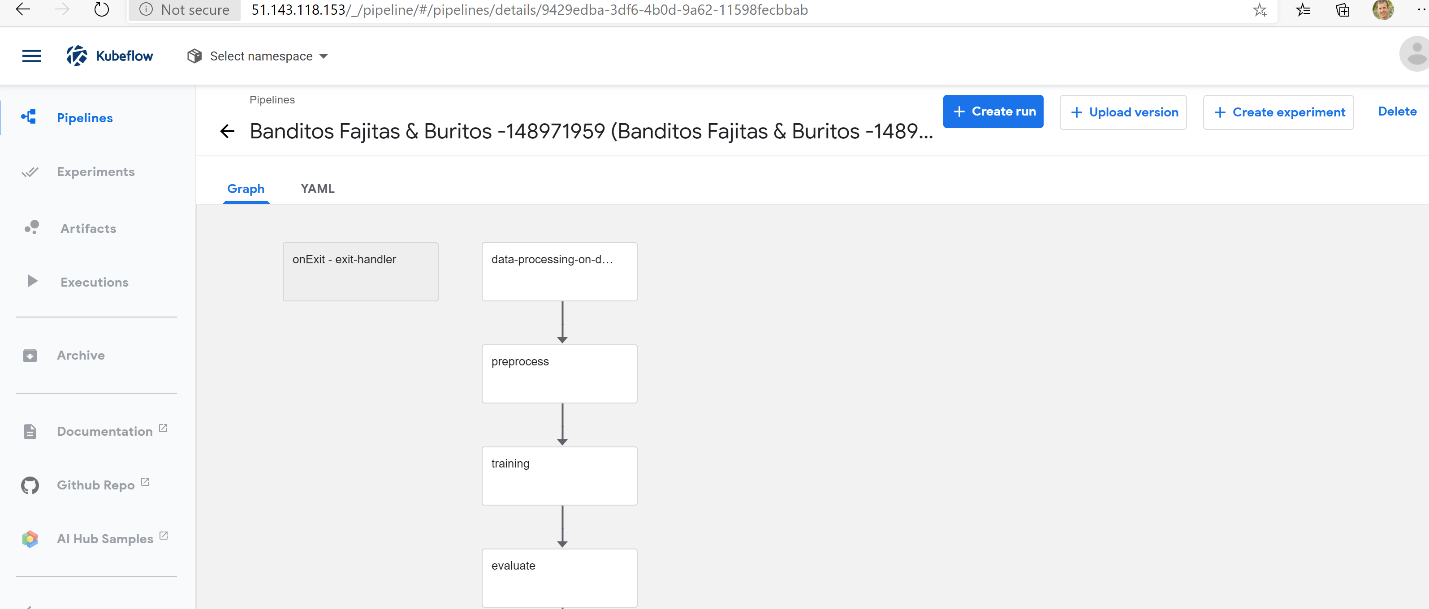 Not secure 51.143.118.153/_/pipeline/#/pipelines/details/9429edba-3df6-4b0d-9a62-11598fecbbab
Kubeflow
Select namespace
Pipelines
Experiments
Artifacts
Executions
Archive
Documentation
Github Repo
AI Hub Samples
Pipelines
Banditos Fajitas & Buritos -148971959 (Banditos Fajitas & Buritos -1489...
+ Create run
+ Upload version
+ Create experiment
Delete
Graph
YAML
onExit - exit-handler
data-processing-on-d...
preprocess
training
evaluate